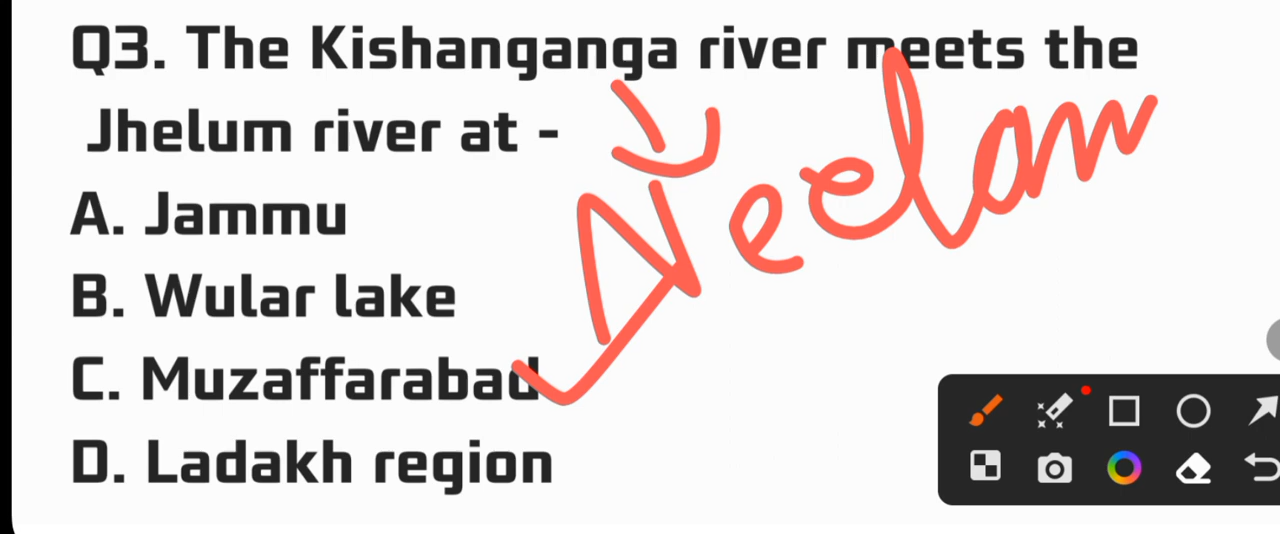 Q3. The Kishanganga river meets the
Jhelum river at -
Neelam
A. Jammu
B. Wular lake
C. Muzaffarabad
D. Ladakh region